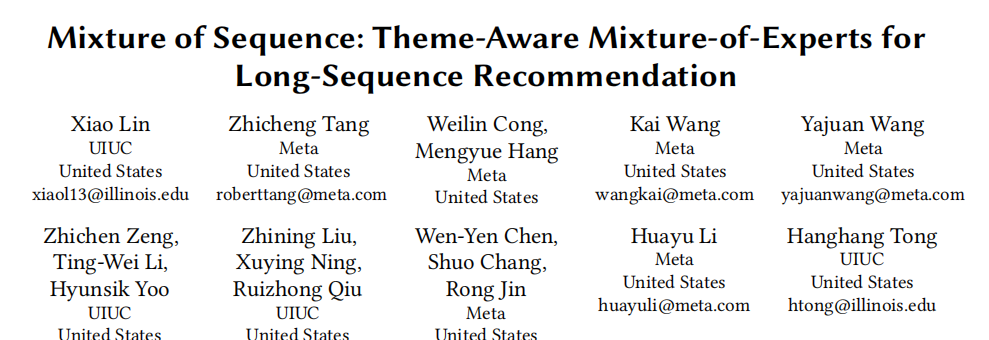 Mixture of Sequence: Theme-Aware Mixture-of-Experts for
Long-Sequence Recommendation
Xiao Lin
UIUC
United States
xiaol13@illinois.edu
Zhicheng Tang
Meta
United States
roberttang@meta.com
Weilin Cong,
Mengyue Hang
Meta
United States
Kai Wang
Meta
United States
wangkai@meta.com
Yajuan Wang
Meta
United States
yajuanwang@meta.com
Zhichen Zeng,
Ting-Wei Li,
Hyunsik Yoo
UIUC
United States
Zhining Liu,
Xuying Ning,
Ruizhong Qiu
UIUC
United States
Wen-Yen Chen,
Shuo Chang,
Rong Jin
Meta
United States
Huayu Li
Meta
United States
huayuli@meta.com
Hanghang Tong
UIUC
United States
htong@illinois.edu